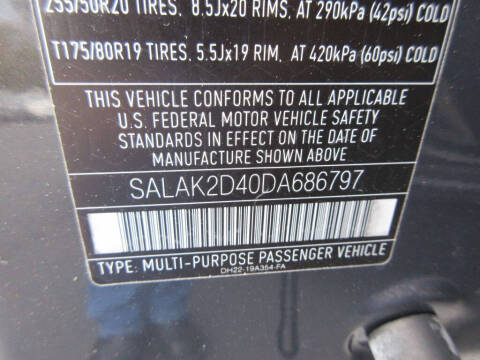 255/50R20 TIRES, 8.5Jx20 RIMS, AT 290kPa (42psi) COLD
T175/80R19 TIRES, 5.5Jx19 RIM, AT 420kPa (60psi) COLD
THIS VEHICLE CONFORMS TO ALL APPLICABLE
U.S. FEDERAL MOTOR VEHICLE SAFETY
STANDARDS IN EFFECT ON THE DATE OF
MANUFACTURE SHOWN ABOVE
SALAK2D40DA686797
TYPE: MULTI-PURPOSE PASSENGER VEHICLE
DH22-19A354-FA